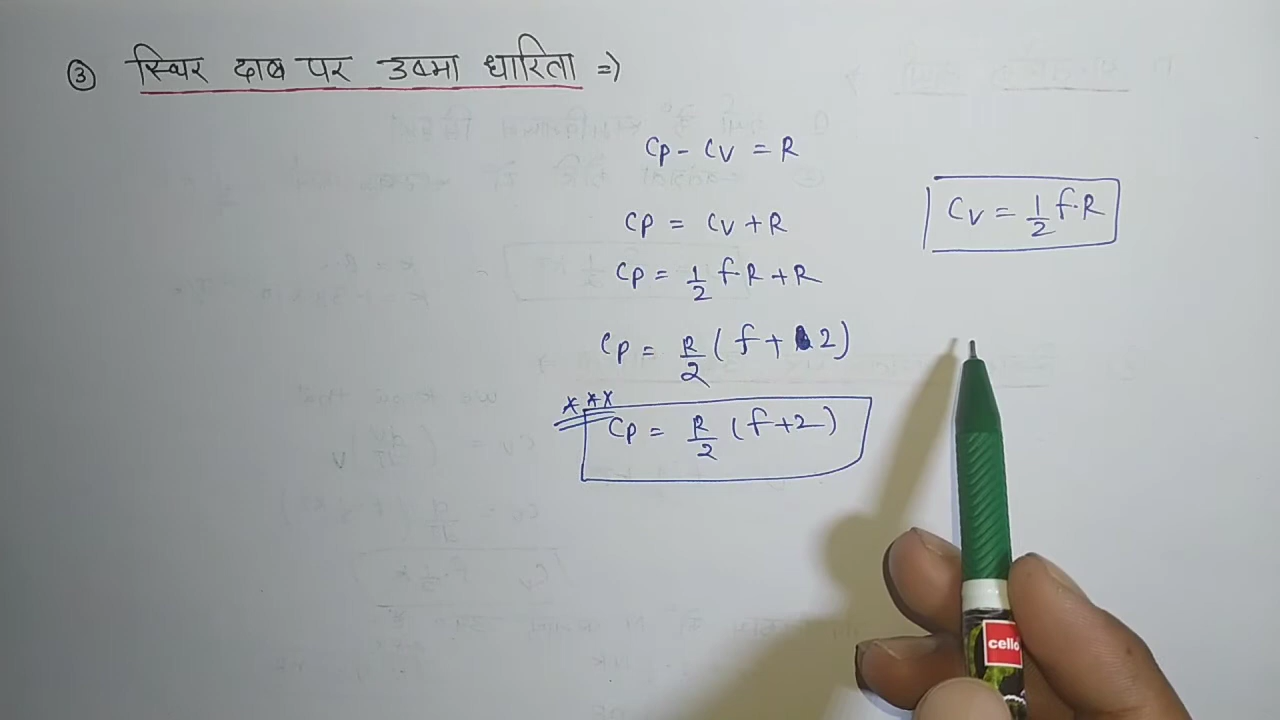 ③ स्थिर दाब पर उष्मा धारिता ⇒
Cp - Cv = R
Cp = Cv + R
Cv = 1/2 f·R
Cp = 1/2 f·R + R
Cp = R/2 (f + 2)
***
Cp = R/2 (f+2)
cello